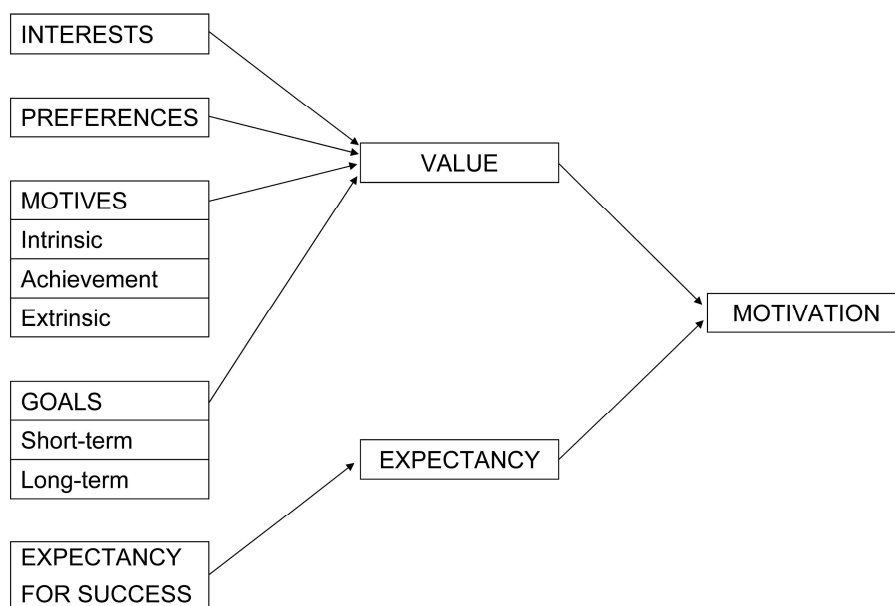 INTERESTS
PREFERENCES
MOTIVES
Intrinsic
Achievement
Extrinsic
GOALS
Short-term
Long-term
EXPECTANCY
FOR SUCCESS
VALUE
EXPECTANCY
MOTIVATION